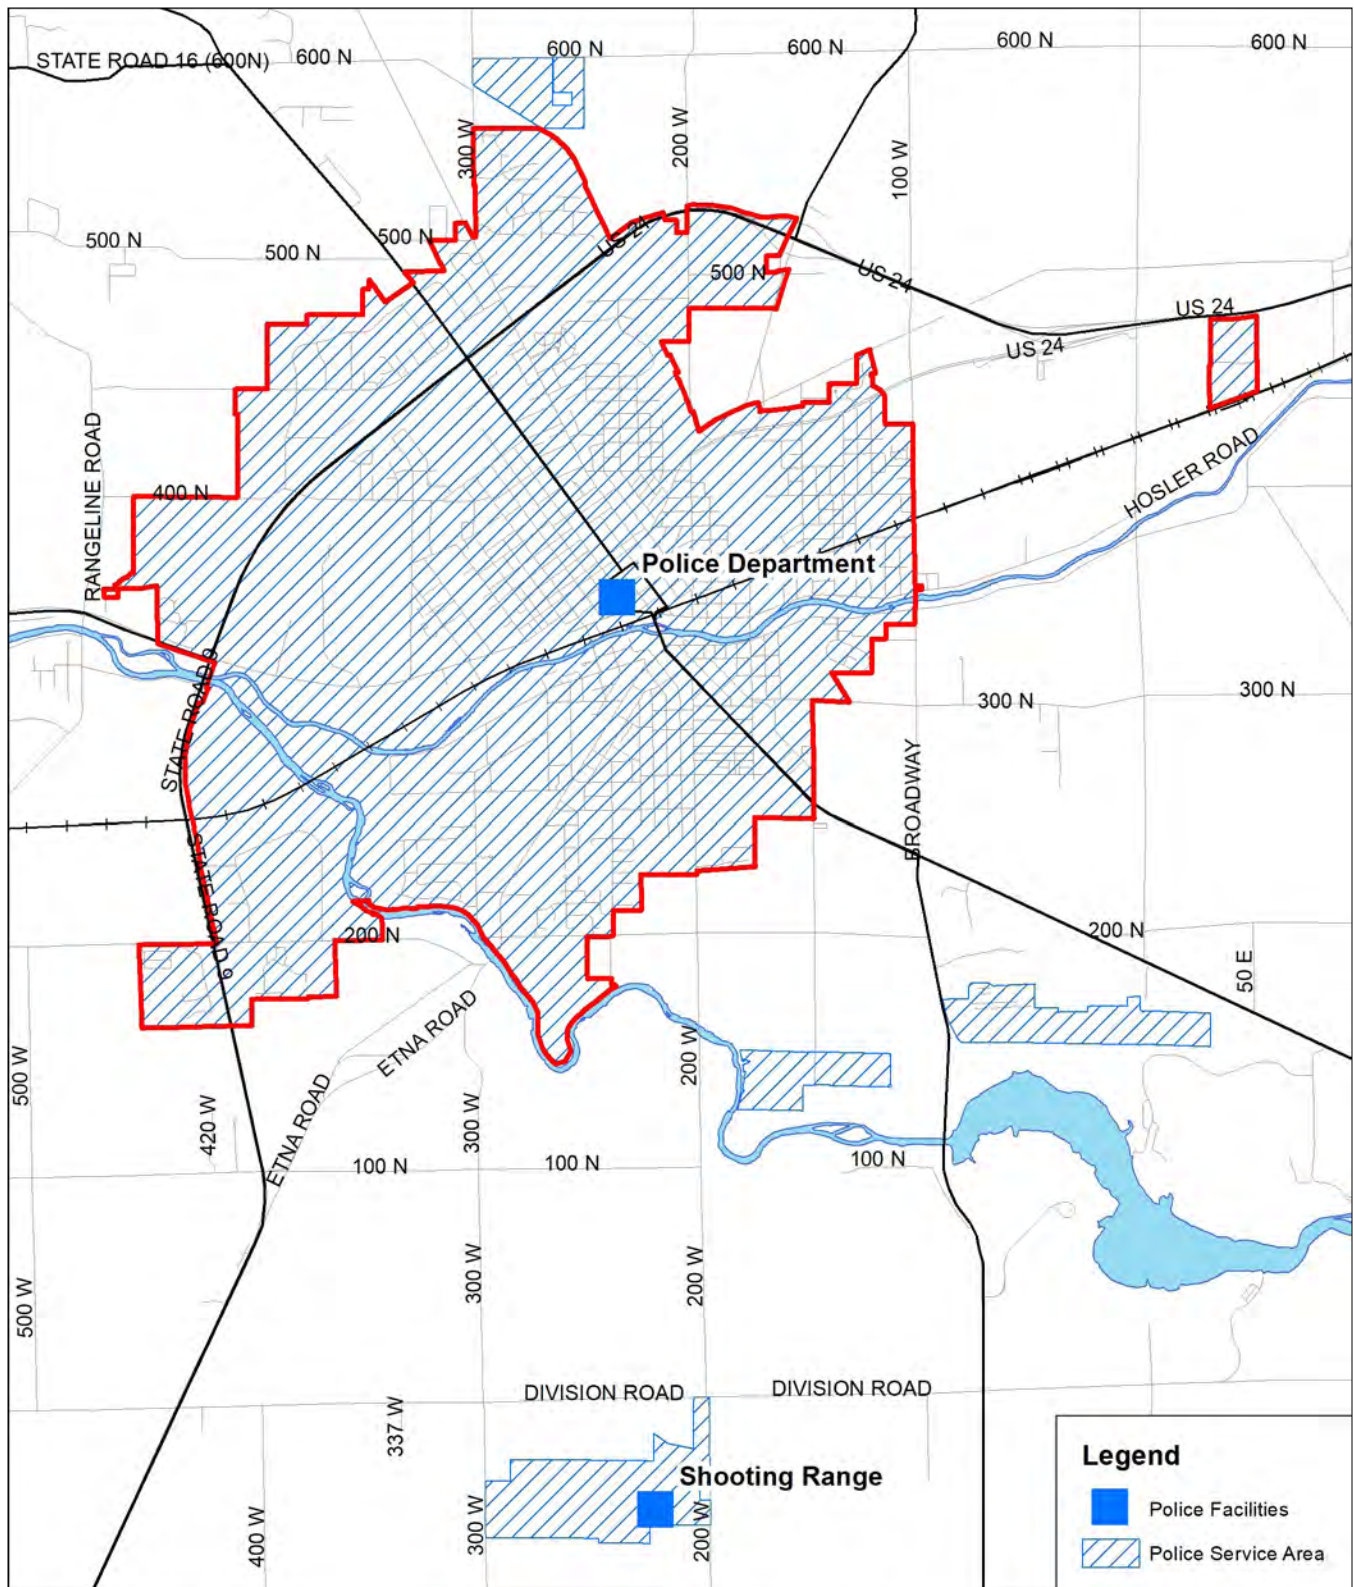 600 N
600 N
600 N
600 N
STATE ROAD 16 (600N)
600 N
300 W
200 W
100 W
500 N
500 N
500 N
US 24
500 N
US 24
US 24
US 24
RANGELINE ROAD
400 N
HOSLER ROAD
Police Department
STATE ROAD 9
300 N
300 N
BROADWAY
STATE ROAD 9
200 N
200 N
50 E
ETNA ROAD
200 W
500 W
420 W
ETNA ROAD
300 W
100 N
100 N
100 N
500 W
300 W
200 W
DIVISION ROAD
DIVISION ROAD
337 W
Legend
Shooting Range
Police Facilities
400 W
300 W
200 W
Police Service Area